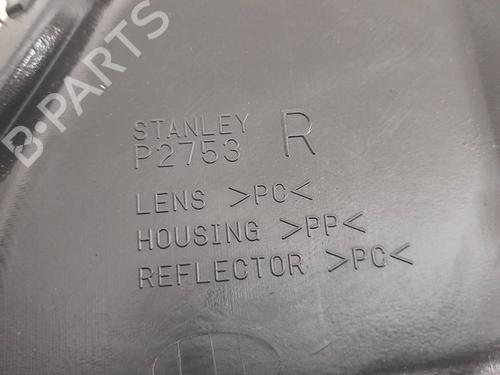 B-PARTS
STANLEY
P2753 R
LENS >PC<
HOUSING >PP<
REFLECTOR >PC<